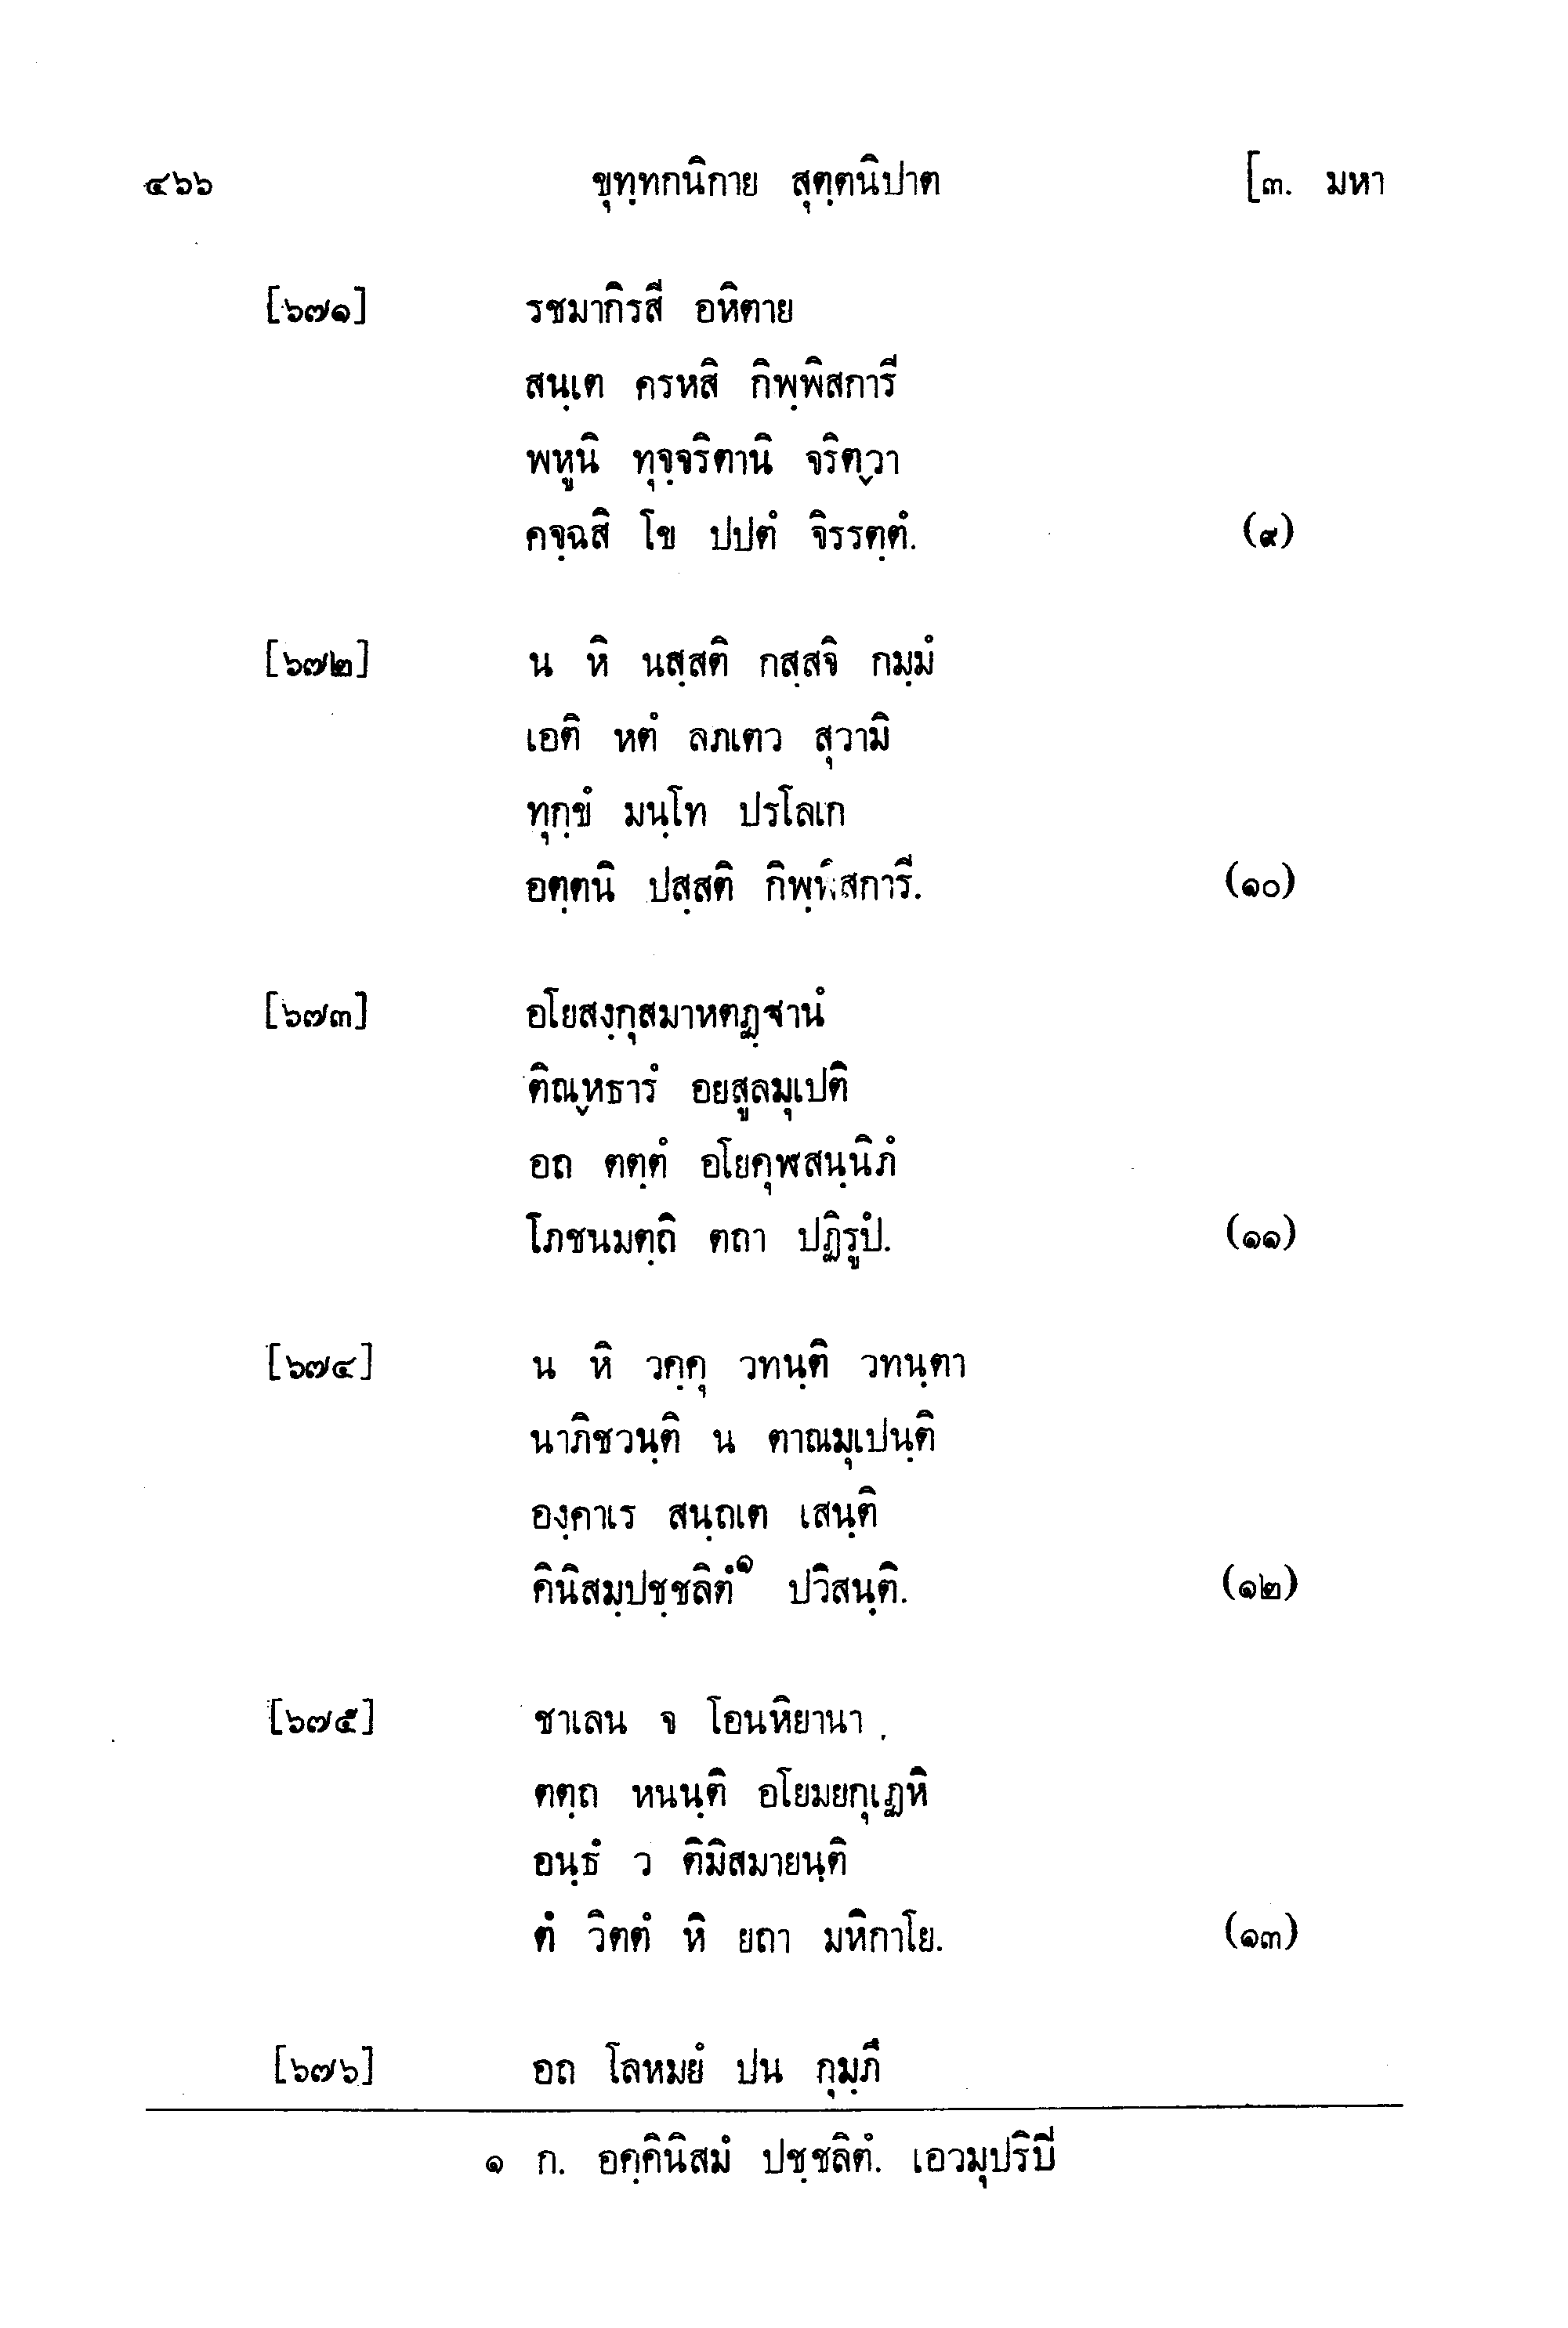 ๔๖๖ ขุทฺทกนิกาย สุตฺตนิปาต [๓. มหา
[๖๗๑] รชมากิรสี อหิตาย
สนฺเต ครหสิ กิพฺพิสการี
พหูนิ ทุจฺจริตานิ จริตฺวา
คจฺฉสิ โข ปปตํ จิรรตฺตํ. (๙)
[๖๗๒] น หิ นสฺสติ กสฺสจิ กมฺมํ
เอติ หตํ ลภเตว สุวามิ
ทุกฺขํ มนฺโท ปรโลเก
อตฺตนิ ปสฺสติ กิพฺพิสการี. (๑๐)
[๖๗๓] อโยสงฺกุสมาหตฏฺฐานํ
ติณฺหธารํ อยสูลมุเปติ
อถ ตตฺตํ อโยคุฬสนฺนิภํ
โภชนมตฺถิ ตถา ปฏิรูปํ. (๑๑)
[๖๗๔] น หิ วคฺคุ วทนฺติ วทนฺตา
นาภิชวนฺติ น ตาณมุเปนฺติ
องฺคาเร สนฺถเต เสนฺติ
คินิสมฺปชฺชลิตํ๑ ปวิสนฺติ. (๑๒)
[๖๗๕] ชาเลน จ โอนหิยานา
ตตฺถ หนนฺติ อโยมยกุเฏหิ
อนฺธํ ว ติมิสมายนฺติ
ตํ วิตตํ หิ ยถา มหิกาโย. (๑๓)
[๖๗๖] อถ โลหมยํ ปน กุมฺภึ
๑ ก. อคฺคินิสมํ ปชฺชลิตํ. เอวมุปริปี